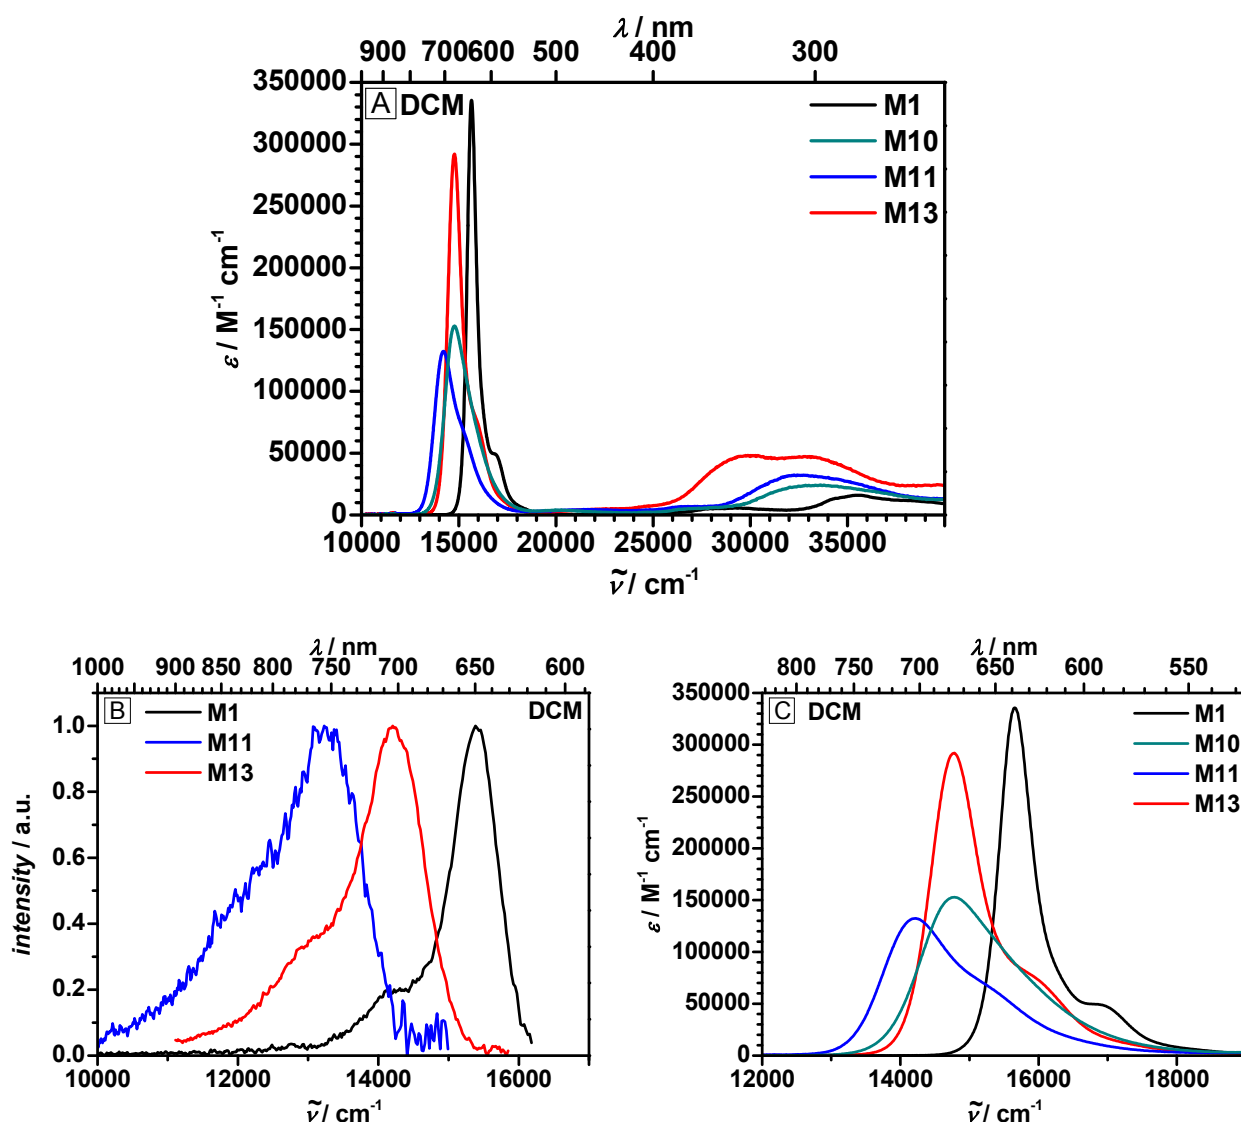 λ / nm
900 700 600 500 400 300
350000
300000
250000
200000
150000
100000
50000
0
ε / M⁻¹ cm⁻¹
A DCM
M1
M10
M11
M13
10000 15000 20000 25000 30000 35000
ṽ / cm⁻¹
λ / nm
1000 900 850 800 750 700 650 600
1.0
0.8
0.6
0.4
0.2
0.0
intensity / a.u.
B
M1
M11
M13
DCM
10000 12000 14000 16000
ṽ / cm⁻¹
λ / nm
800 750 700 650 600 550
350000
300000
250000
200000
150000
100000
50000
0
ε / M⁻¹ cm⁻¹
C DCM
M1
M10
M11
M13
12000 14000 16000 18000
ṽ / cm⁻¹